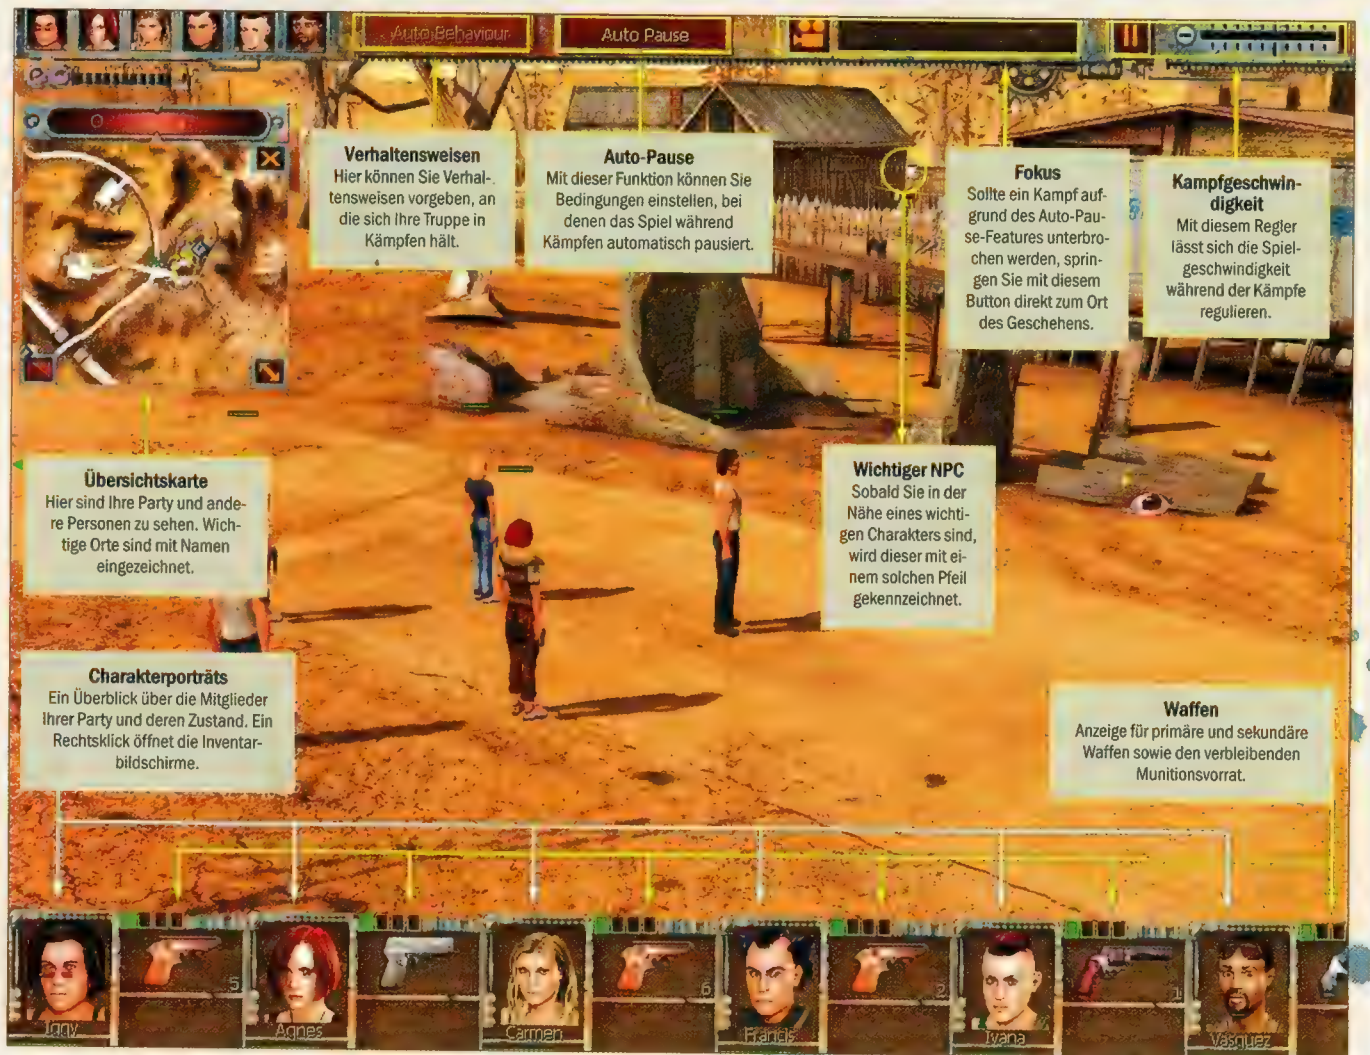 Auto Behaviour
Auto Pause
Verhaltensweisen
Hier können Sie Verhal-
tensweisen vorgeben, an
die sich Ihre Truppe in
Kämpfen hält.
Auto-Pause
Mit dieser Funktion können Sie
Bedingungen einstellen, bei
denen das Spiel während
Kämpfen automatisch pausiert.
Fokus
Sollte ein Kampf auf-
grund des Auto-Pau-
se-Features unterbro-
chen werden, sprin-
gen Sie mit diesem
Button direkt zum Ort
des Geschehens.
Kampfgeschwin-
digkeit
Mit diesem Regler
lässt sich die Spiel-
geschwindigkeit
während der Kämpfe
regulieren.
Übersichtskarte
Hier sind Ihre Party und ande-
re Personen zu sehen. Wich-
tige Orte sind mit Namen
eingezeichnet.
Wichtiger NPC
Sobald Sie in der
Nähe eines wichti-
gen Charakters sind,
wird dieser mit ei-
nem solchen Pfeil
gekennzeichnet.
Charakterporträts
Ein Überblick über die Mitglieder
Ihrer Party und deren Zustand. Ein
Rechtsklick öffnet die Inventar-
bildschirme.
Waffen
Anzeige für primäre und sekundäre
Waffen sowie den verbleibenden
Munitionsvorrat.
5
6
2
1
Iggy
Agnes
Carmen
Francis
Ivana
Vasquez